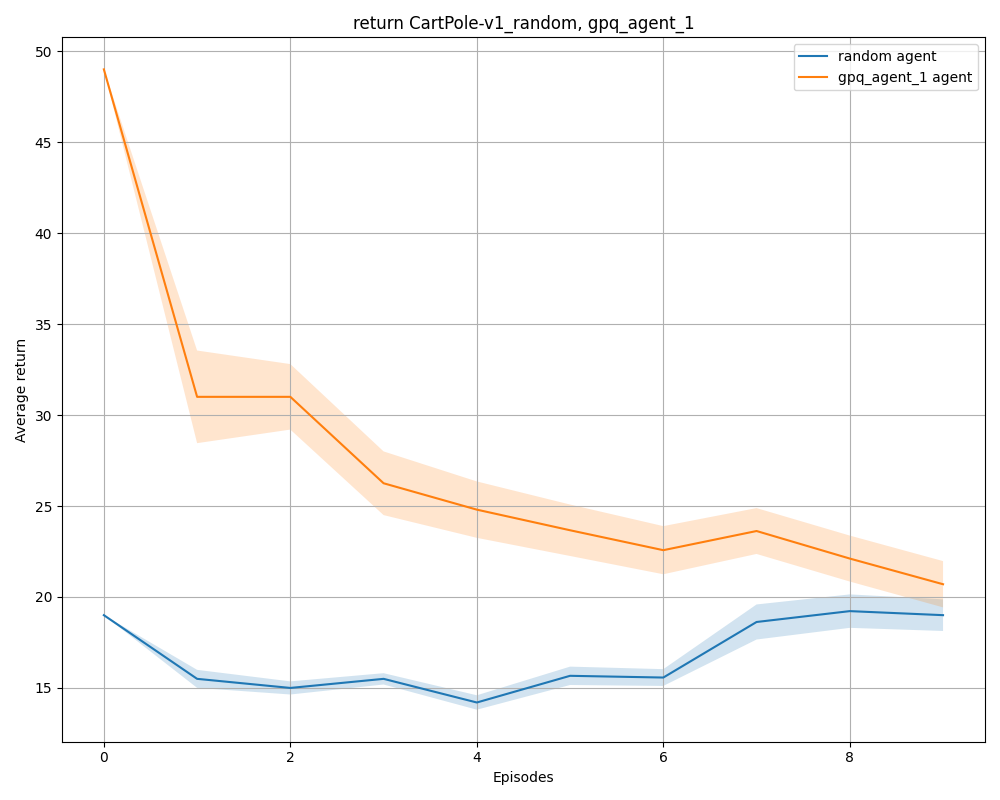 return CartPole-v1_random, gpq_agent_1
random agent
gpq_agent_1 agent
50
45
40
35
30
25
20
15
Average return
0 2 4 6 8
Episodes